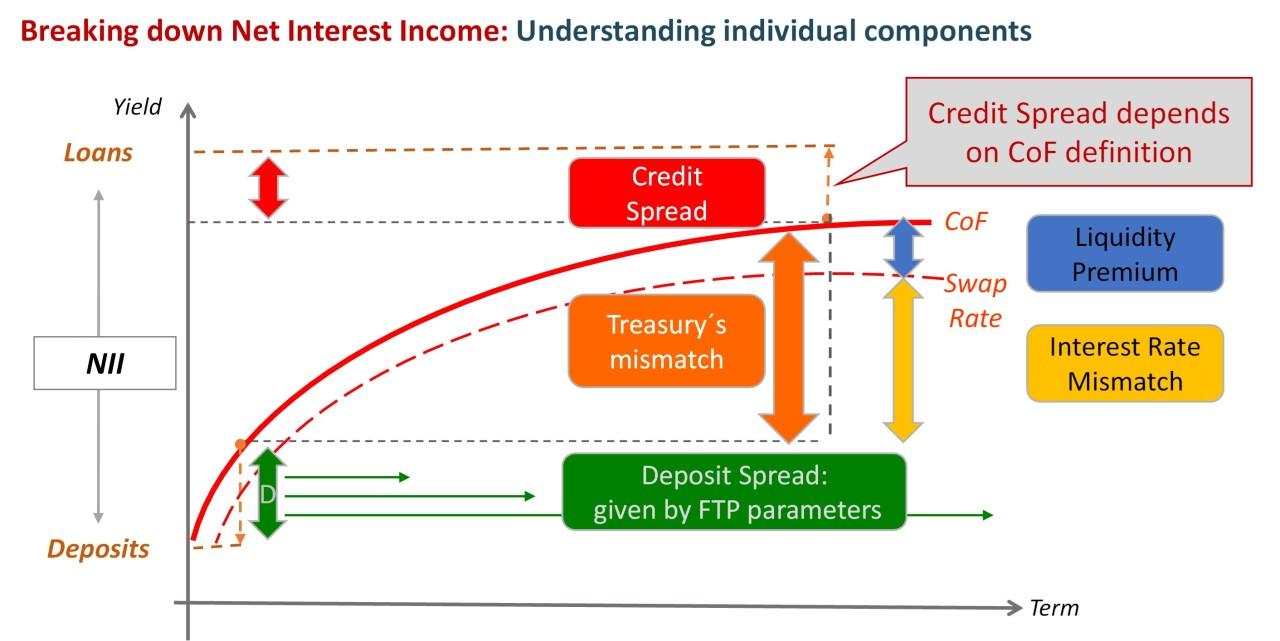 Breaking down Net Interest Income: Understanding individual components
Yield
Loans
Credit Spread depends
on CoF definition
Credit
Spread
CoF
Liquidity
Premium
Swap
Rate
Treasury´s
mismatch
Interest Rate
Mismatch
NII
D
Deposit Spread:
given by FTP parameters
Deposits
Term